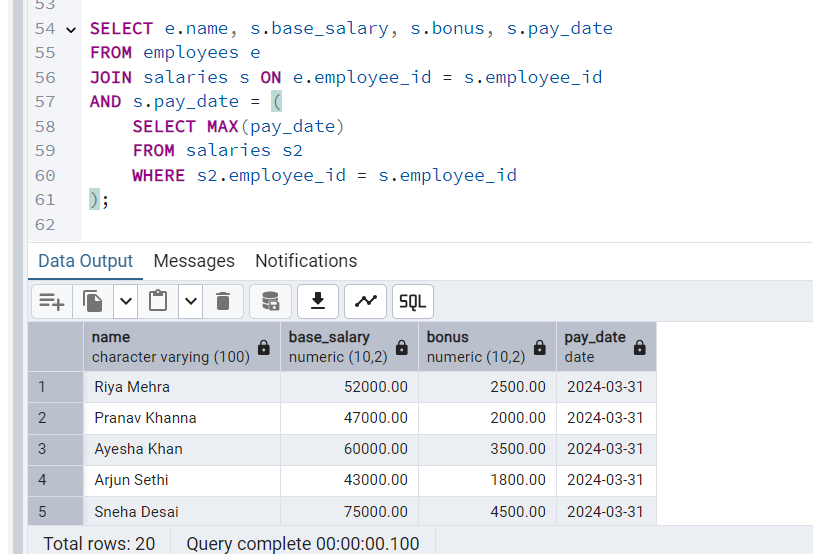 53
54 SELECT e.name, s.base_salary, s.bonus, s.pay_date
55 FROM employees e
56 JOIN salaries s ON e.employee_id = s.employee_id
57 AND s.pay_date = (
58 SELECT MAX(pay_date)
59 FROM salaries s2
60 WHERE s2.employee_id = s.employee_id
61 );
62
Data Output Messages Notifications
SQL
name base_salary bonus pay_date
character varying (100) numeric (10,2) numeric (10,2) date
1 Riya Mehra 52000.00 2500.00 2024-03-31
2 Pranav Khanna 47000.00 2000.00 2024-03-31
3 Ayesha Khan 60000.00 3500.00 2024-03-31
4 Arjun Sethi 43000.00 1800.00 2024-03-31
5 Sneha Desai 75000.00 4500.00 2024-03-31
Total rows: 20 Query complete 00:00:00.100